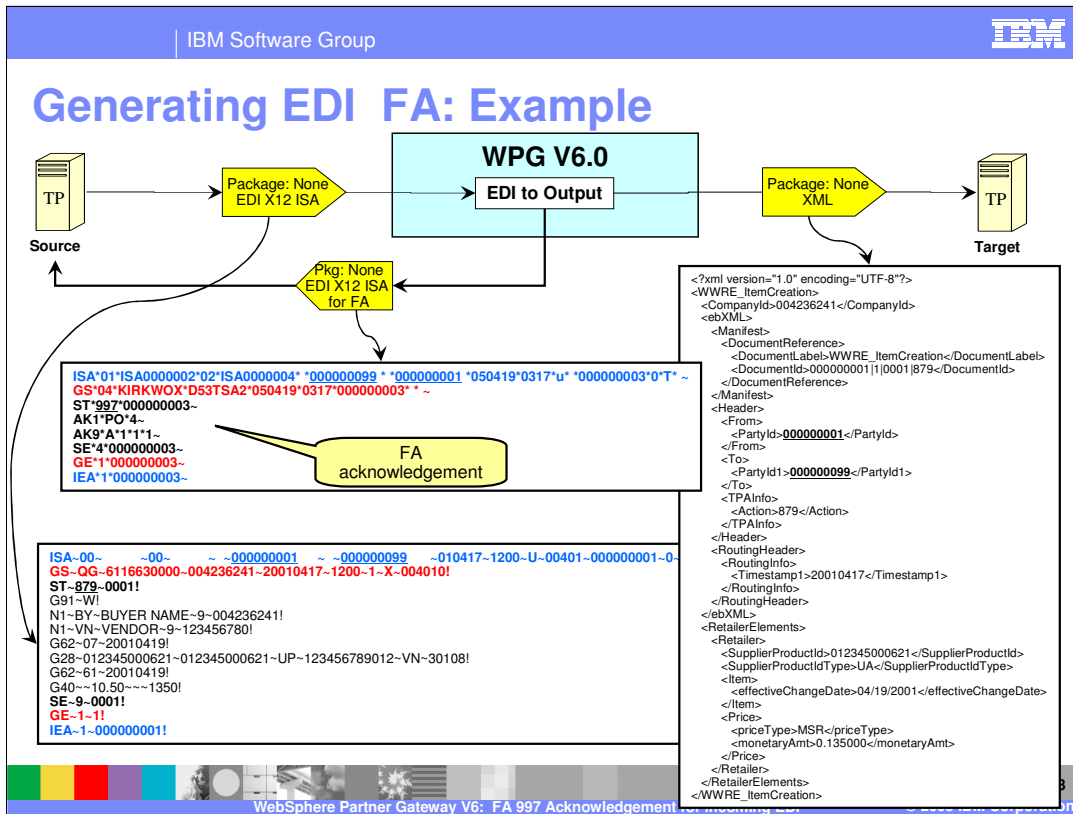 IBM Software Group
IBM
Generating EDI FA: Example
WPG V6.0
EDI to Output
TP
Source
Package: None
EDI X12 ISA
Package: None
XML
TP
Target
Pkg: None
EDI X12 ISA
for FA
ISA*01*ISA0000002*02*ISA0000004* *000000099 * *000000001 *050419*0317*u* *000000003*0*T* ~
GS*04*KIRKWOX*D53TSA2*050419*0317*000000003* * ~
ST*997*000000003~
AK1*PO*4~
AK9*A*1*1*1~
SE*4*000000003~
GE*1*000000003~
IEA*1*000000003~
FA
acknowledgement
ISA~00~ ~00~ ~ ~000000001 ~ ~000000099 ~010417~1200~U~00401~000000001~0~
GS~QG~6116630000~004236241~20010417~1200~1~X~004010!
ST~879~0001!
G91~W!
N1~BY~BUYER NAME~9~004236241!
N1~VN~VENDOR~9~123456780!
G62~07~20010419!
G28~012345000621~012345000621~UP~123456789012~VN~30108!
G62~61~20010419!
G40~~10.50~~~1350!
SE~9~0001!
GE~1~1!
IEA~1~000000001!
<?xml version="1.0" encoding="UTF-8"?>
<WWRE_ItemCreation>
<CompanyId>004236241</CompanyId>
<ebXML>
<Manifest>
<DocumentReference>
<DocumentLabel>WWRE_ItemCreation</DocumentLabel>
<DocumentId>000000001|1|0001|879</DocumentId>
</DocumentReference>
</Manifest>
<Header>
<From>
<PartyId>000000001</PartyId>
</From>
<To>
<PartyId1>000000099</PartyId1>
</To>
<TPAInfo>
<Action>879</Action>
</TPAInfo>
</Header>
<RoutingHeader>
<RoutingInfo>
<Timestamp1>20010417</Timestamp1>
</RoutingInfo>
</RoutingHeader>
</ebXML>
<RetailerElements>
<Retailer>
<SupplierProductId>012345000621</SupplierProductId>
<SupplierProductIdType>UA</SupplierProductIdType>
<Item>
<effectiveChangeDate>04/19/2001</effectiveChangeDate>
</Item>
<Price>
<priceType>MSR</priceType>
<monetaryAmt>0.135000</monetaryAmt>
</Price>
</Retailer>
</RetailerElements>
</WWRE_ItemCreation>
WebSphere Partner Gateway V6: FA 997 Acknowledgement for Incoming EDI